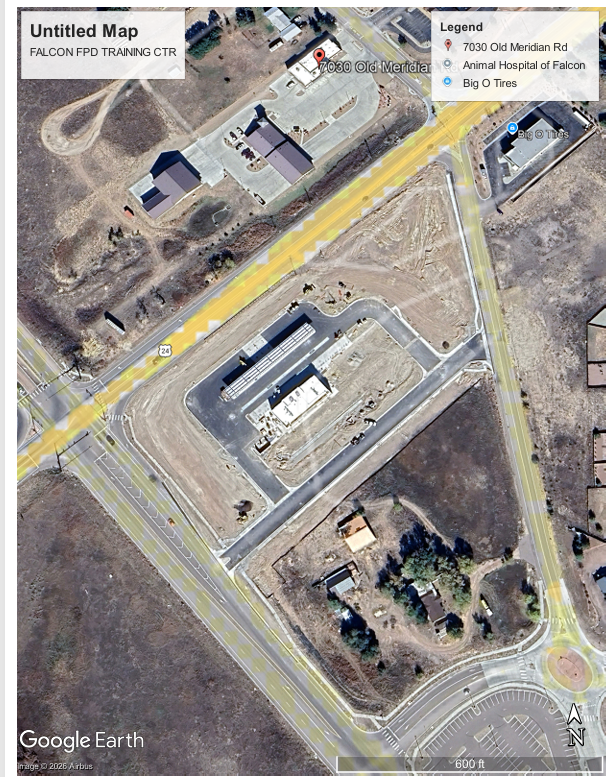 Untitled Map
FALCON FPD TRAINING CTR
Legend
7030 Old Meridian Rd
Animal Hospital of Falcon
Big O Tires
7030 Old Meridian
Big O Tires
24
Google Earth
Image © 2026 Airbus
600 ft
N